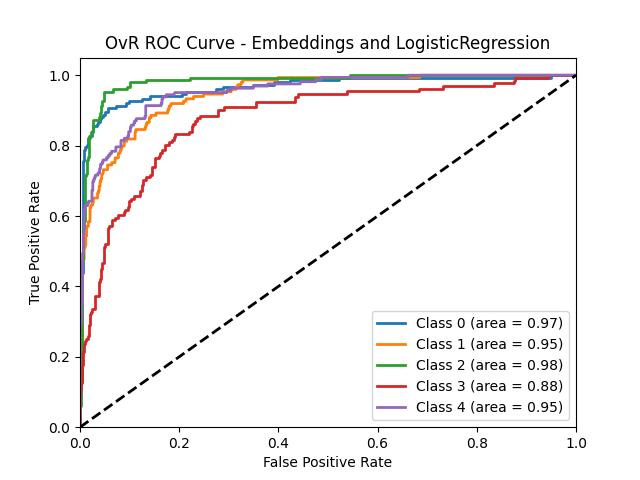 OvR ROC Curve - Embeddings and LogisticRegression
True Positive Rate
1.0
0.8
0.6
0.4
0.2
0.0
Class 0 (area = 0.97)
Class 1 (area = 0.95)
Class 2 (area = 0.98)
Class 3 (area = 0.88)
Class 4 (area = 0.95)
0.0 0.2 0.4 0.6 0.8 1.0
False Positive Rate